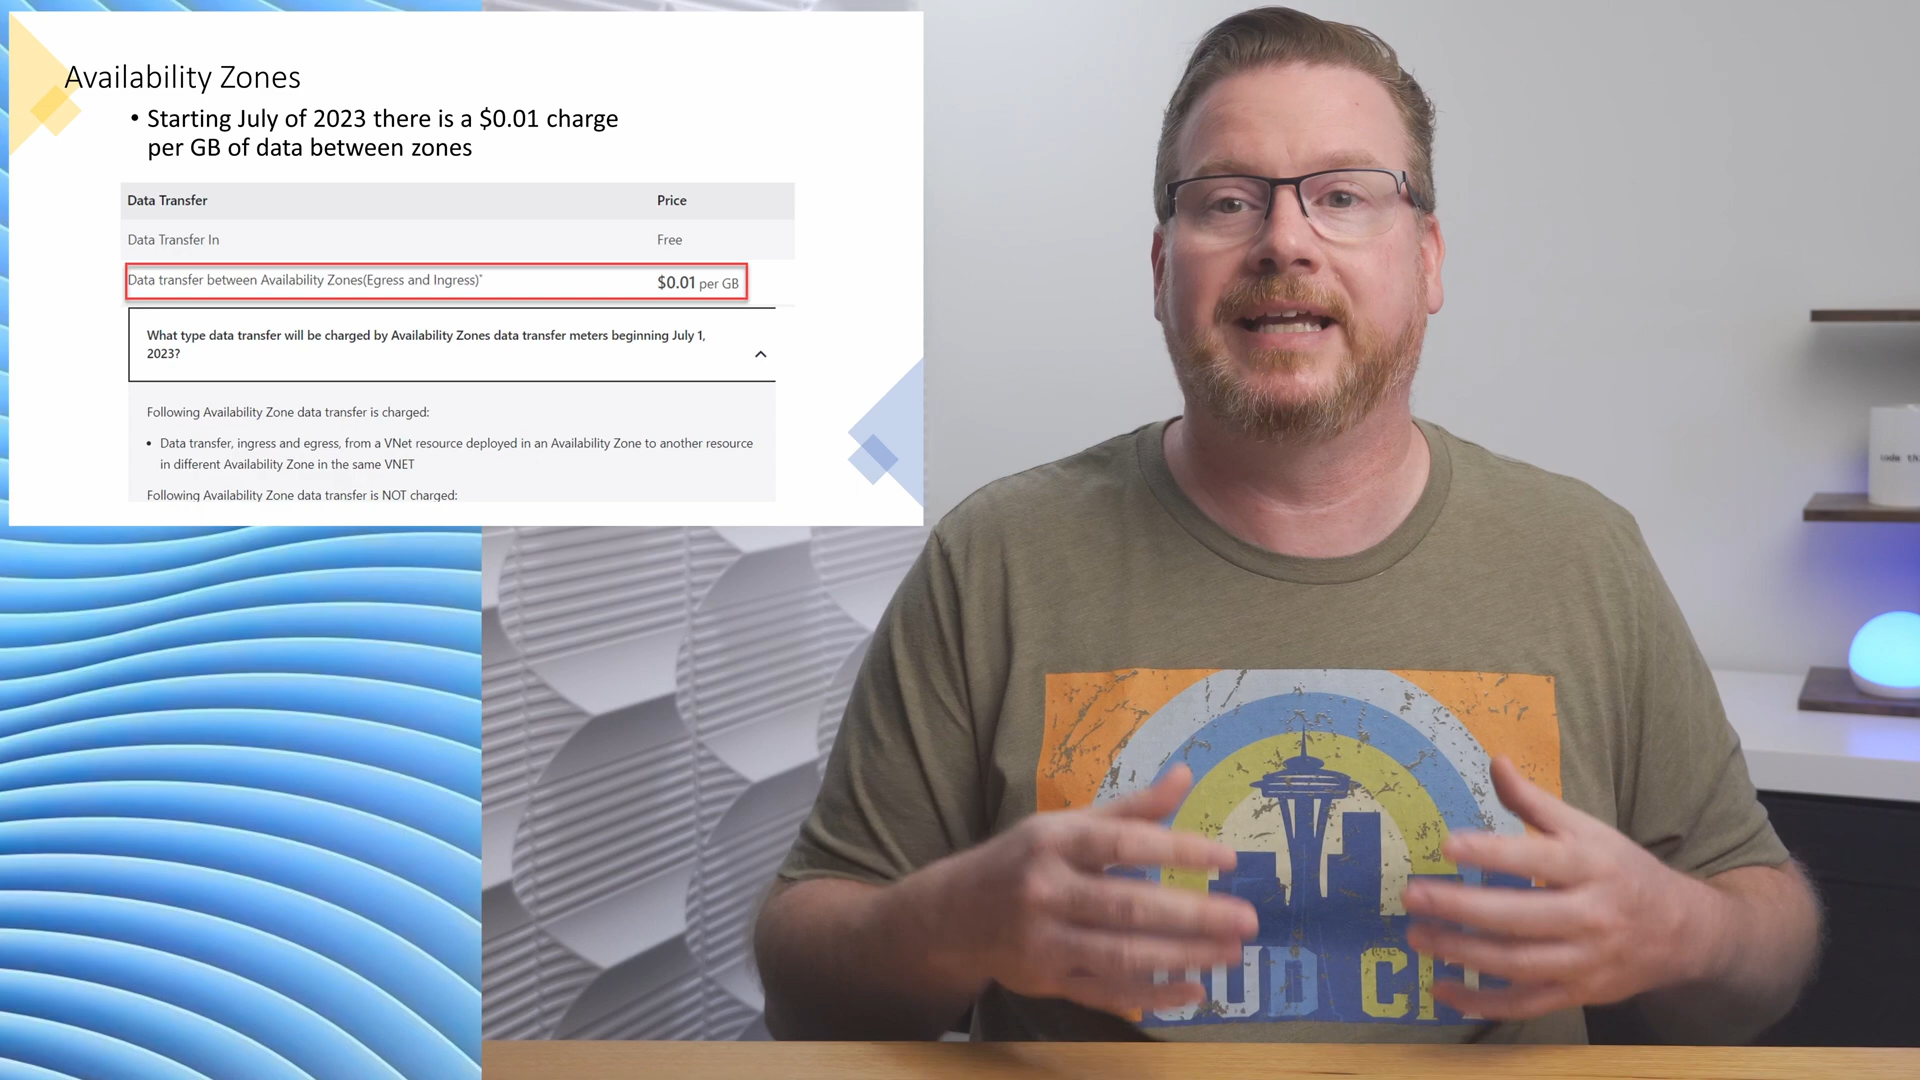 Availability Zones
• Starting July of 2023 there is a $0.01 charge
per GB of data between zones
Data Transfer Price
Data Transfer In Free
Data transfer between Availability Zones(Egress and Ingress)* $0.01 per GB
What type data transfer will be charged by Availability Zones data transfer meters beginning July 1,
2023?
Following Availability Zone data transfer is charged:
• Data transfer, ingress and egress, from a VNet resource deployed in an Availability Zone to another resource
in different Availability Zone in the same VNET
Following Availability Zone data transfer is NOT charged: